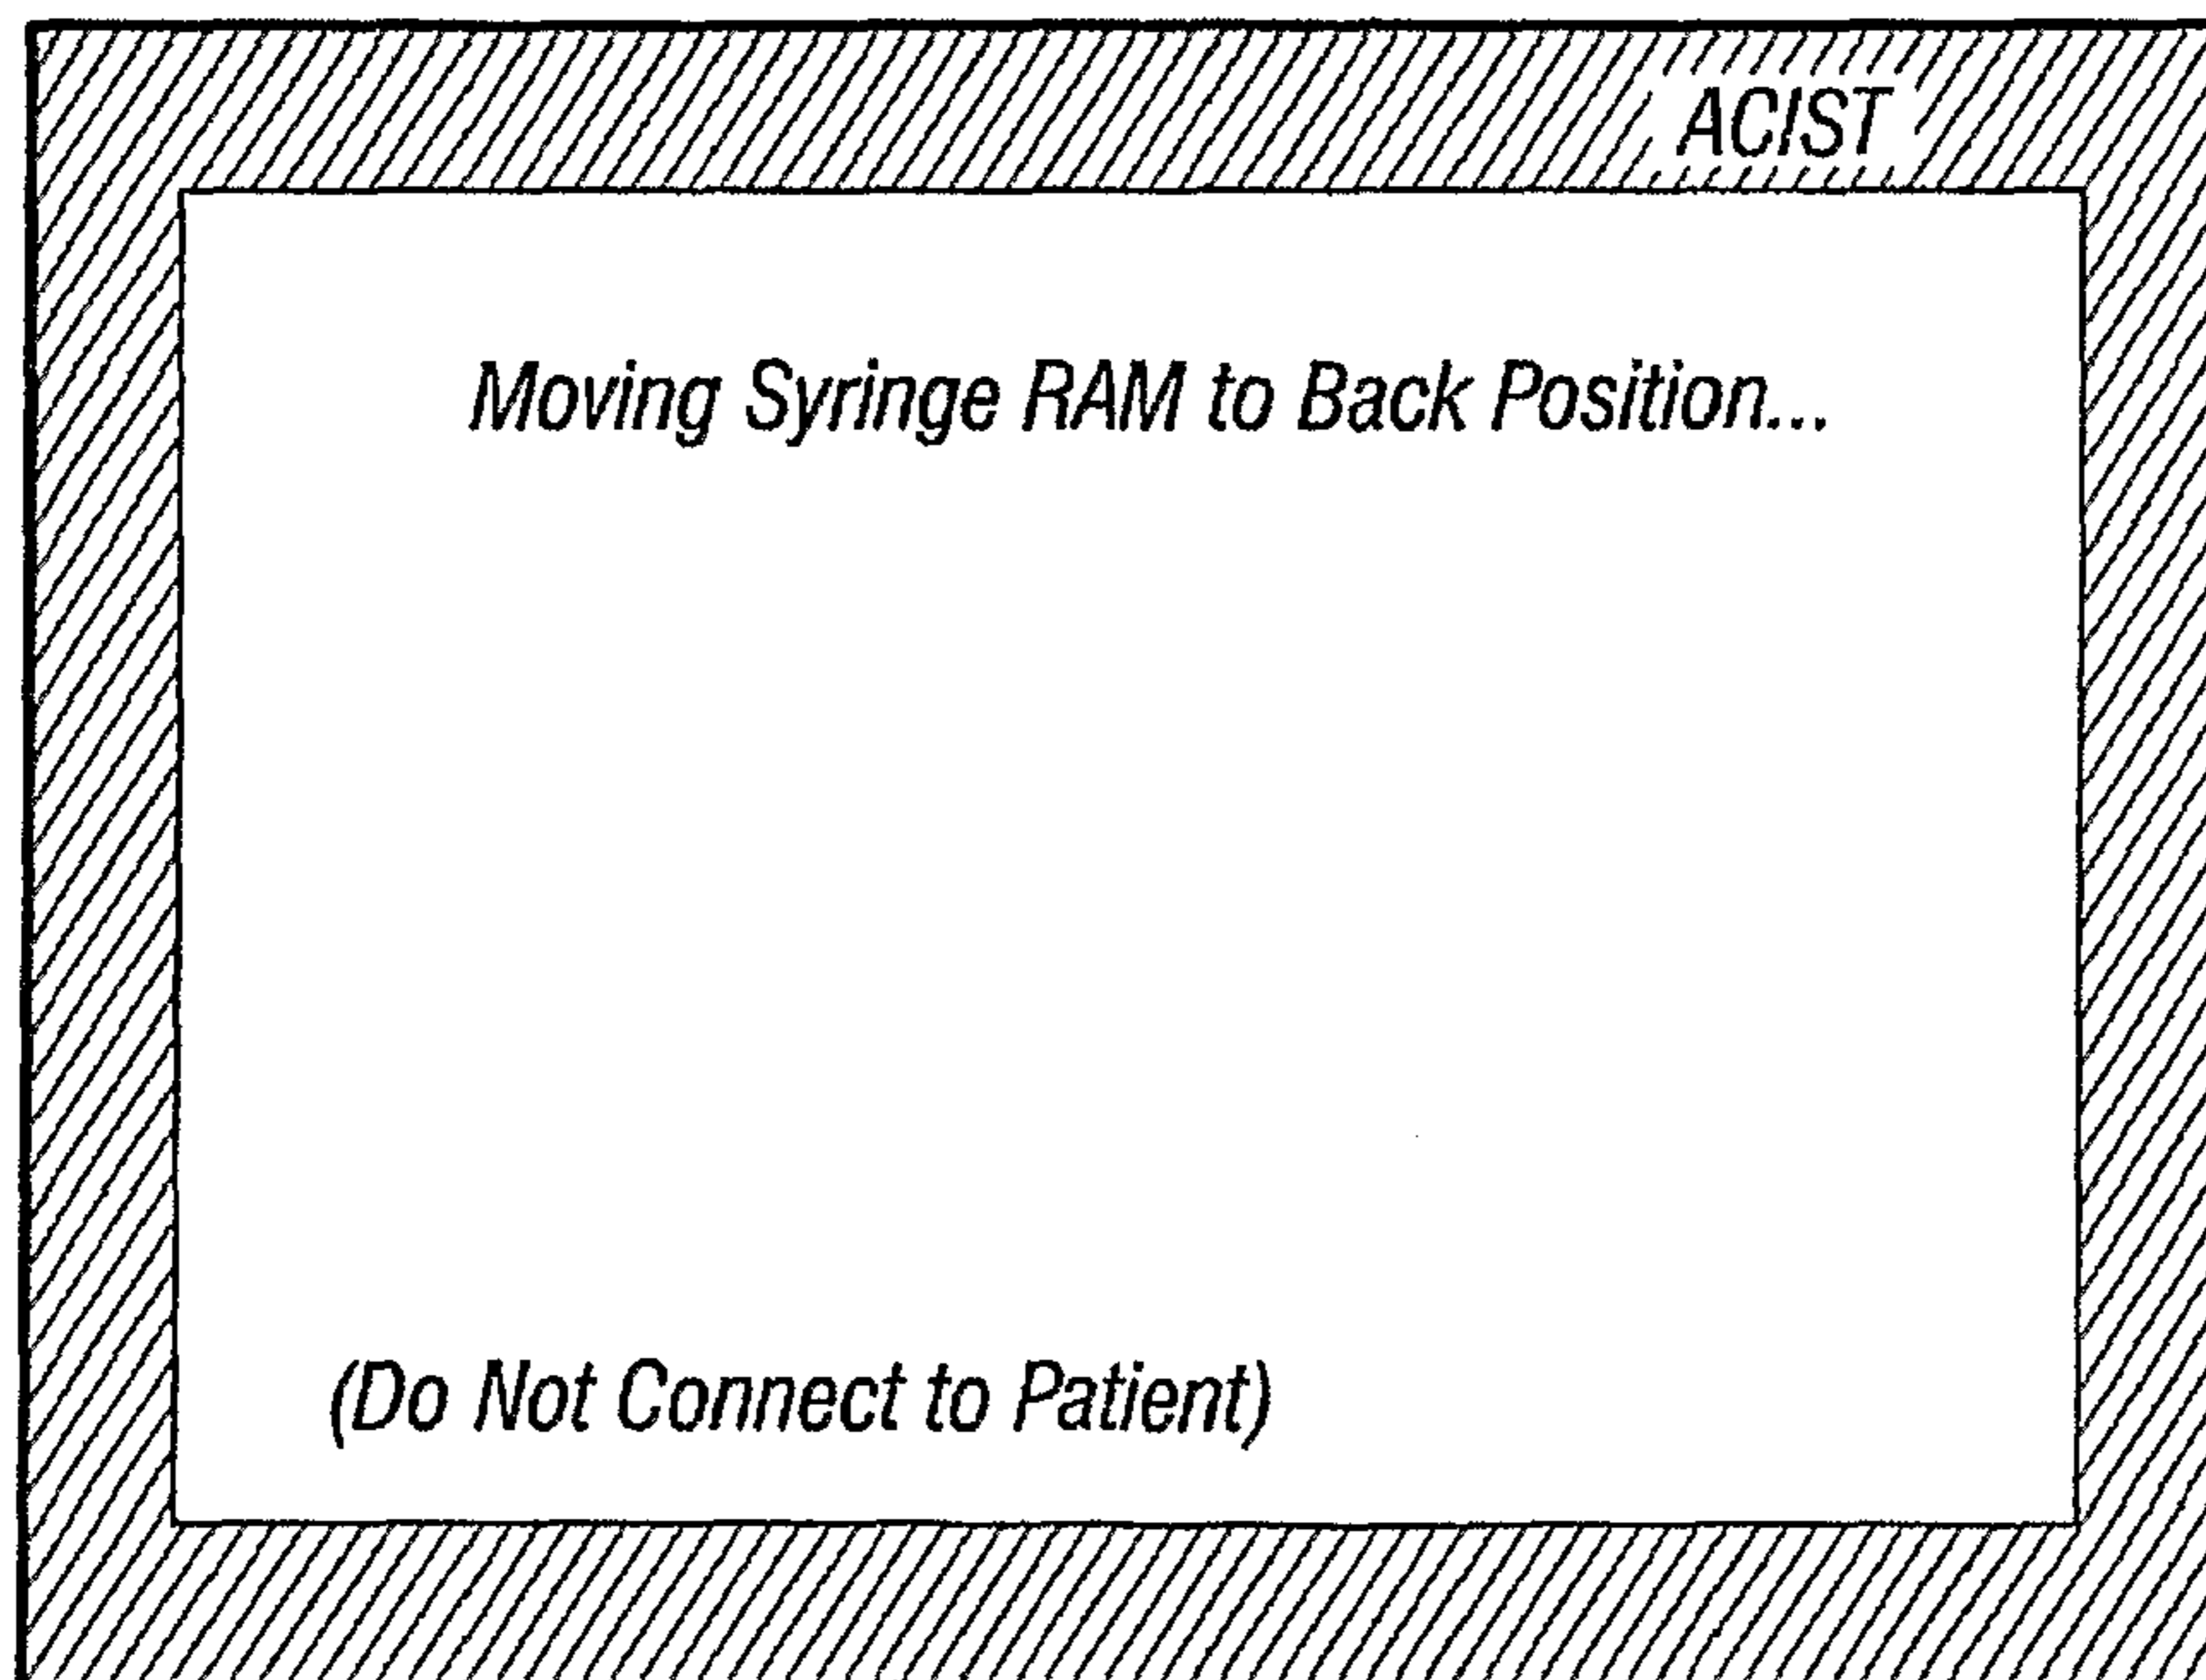 ACIST
Moving Syringe RAM to Back Position...
(Do Not Connect to Patient)